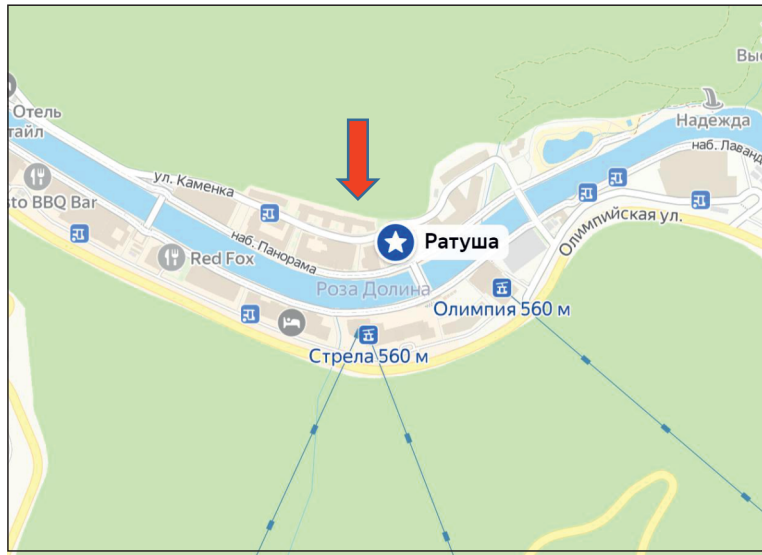 Выс
Надежда
Отель
тайл
наб. Лаванд
ул. Каменка
sto BBQ Bar
Олимпийская ул.
Ратуша
наб. Панорама
Red Fox
Роза Долина
Олимпия 560 м
Стрела 560 м